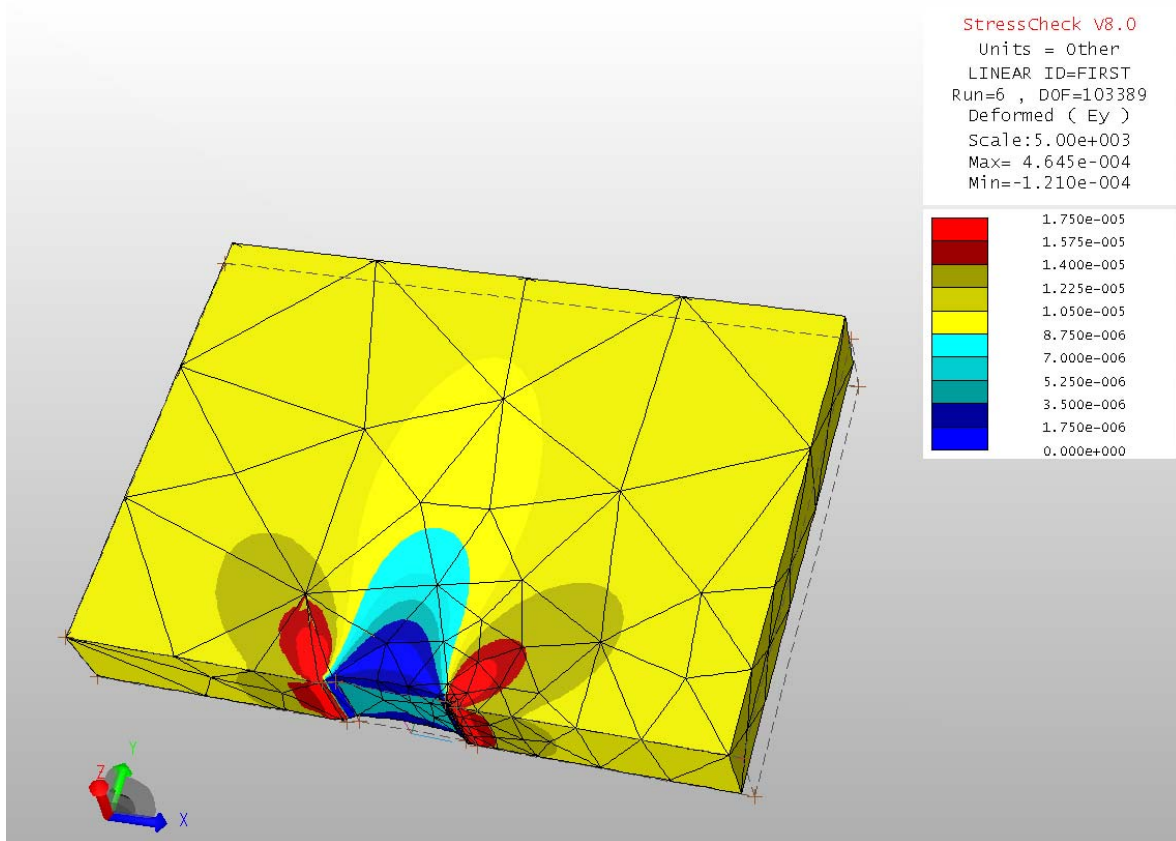 StressCheck V8.0
Units = Other
LINEAR ID=FIRST
Run=6 , DOF=103389
Deformed ( Ey )
Scale:5.00e+003
Max= 4.645e-004
Min=-1.210e-004
1.750e-005
1.575e-005
1.400e-005
1.225e-005
1.050e-005
8.750e-006
7.000e-006
5.250e-006
3.500e-006
1.750e-006
0.000e+000
Y
Z
X